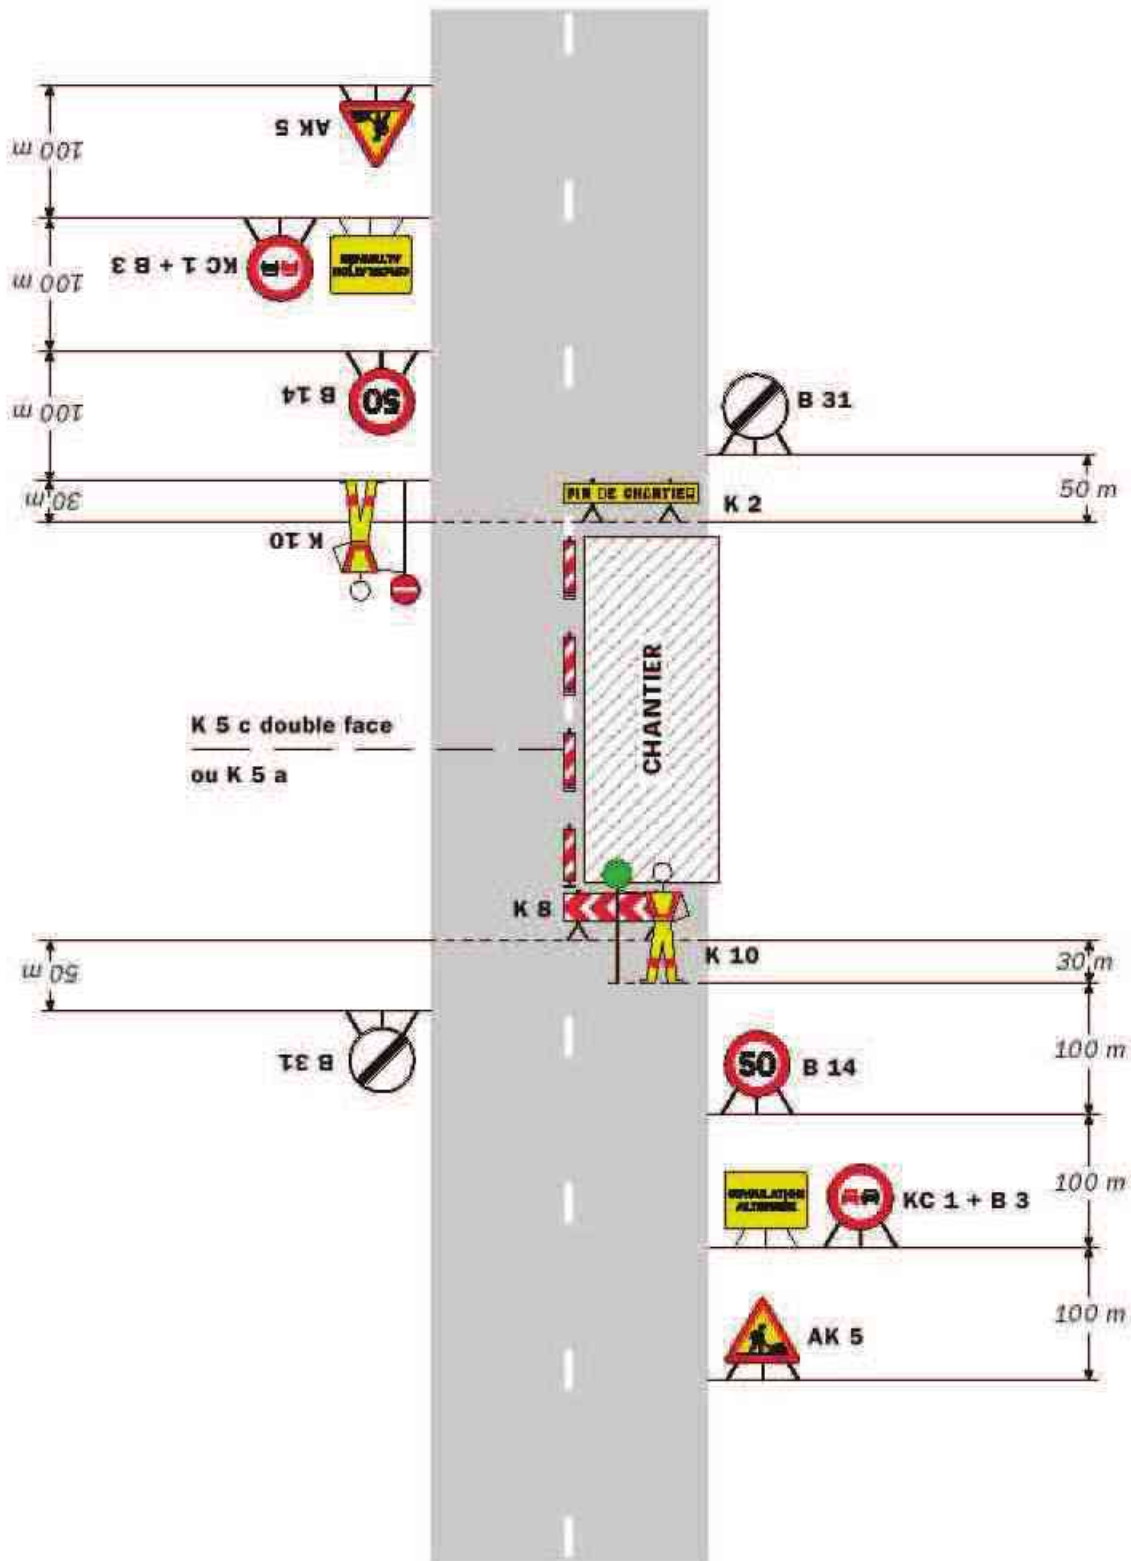 100 m
AK 5
100 m
KC 1 + B 3
CIRCULATION
ALTERNÉE
100 m
B 14
50
B 31
50 m
30 m
K 10
FIN DE CHANTIER
K 2
CHANTIER
K 5 c double face
ou K 5 a
K 8
K 10
30 m
50 m
B 31
50
B 14
100 m
CIRCULATION
ALTERNÉE
KC 1 + B 3
100 m
AK 5
100 m